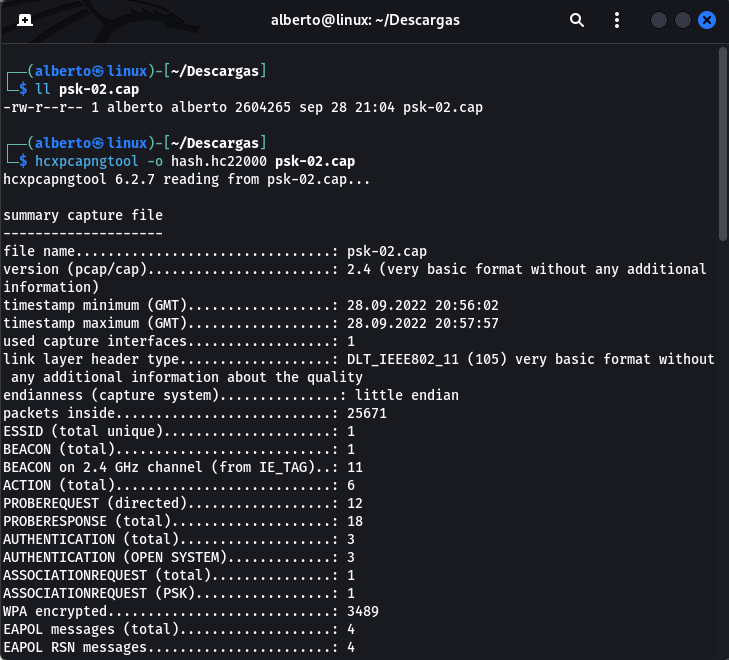 alberto@linux: ~/Descargas
┌──(alberto㉿linux)-[~/Descargas]
└─$ ll psk-02.cap
-rw-r--r-- 1 alberto alberto 2604265 sep 28 21:04 psk-02.cap
┌──(alberto㉿linux)-[~/Descargas]
└─$ hcxpcapngtool -o hash.hc22000 psk-02.cap
hcxpcapngtool 6.2.7 reading from psk-02.cap...
summary capture file
--------------------
file name................................: psk-02.cap
version (pcap/cap).......................: 2.4 (very basic format without any additional
information)
timestamp minimum (GMT)..................: 28.09.2022 20:56:02
timestamp maximum (GMT)..................: 28.09.2022 20:57:57
used capture interfaces..................: 1
link layer header type...................: DLT_IEEE802_11 (105) very basic format without
 any additional information about the quality
endianness (capture system)...............: little endian
packets inside...........................: 25671
ESSID (total unique).....................: 1
BEACON (total)...........................: 1
BEACON on 2.4 GHz channel (from IE_TAG)..: 11
ACTION (total)...........................: 6
PROBEREQUEST (directed)..................: 12
PROBERESPONSE (total)....................: 18
AUTHENTICATION (total)...................: 3
AUTHENTICATION (OPEN SYSTEM).............: 3
ASSOCIATIONREQUEST (total)...............: 1
ASSOCIATIONREQUEST (PSK).................: 1
WPA encrypted............................: 3489
EAPOL messages (total)...................: 4
EAPOL RSN messages.......................: 4